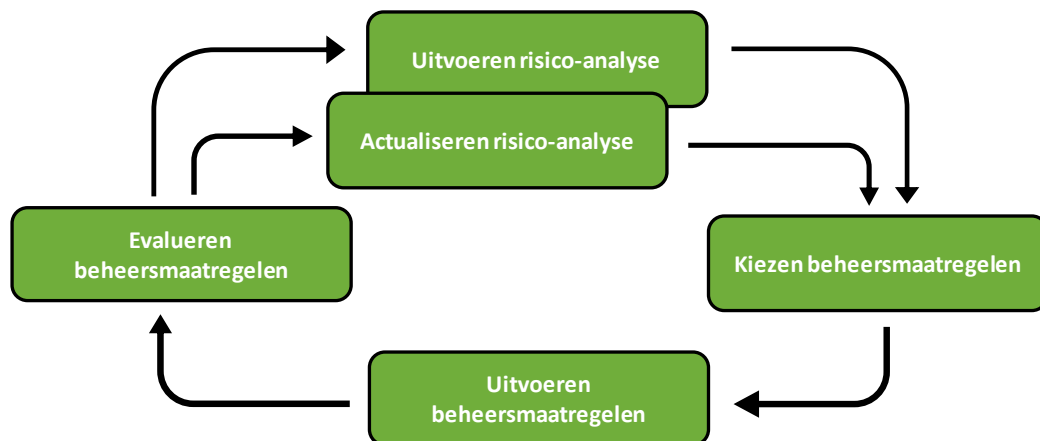 Uitvoeren risico-analyse
Actualiseren risico-analyse
Evalueren
beheersmaatregelen
Kiezen beheersmaatregelen
Uitvoeren
beheersmaatregelen